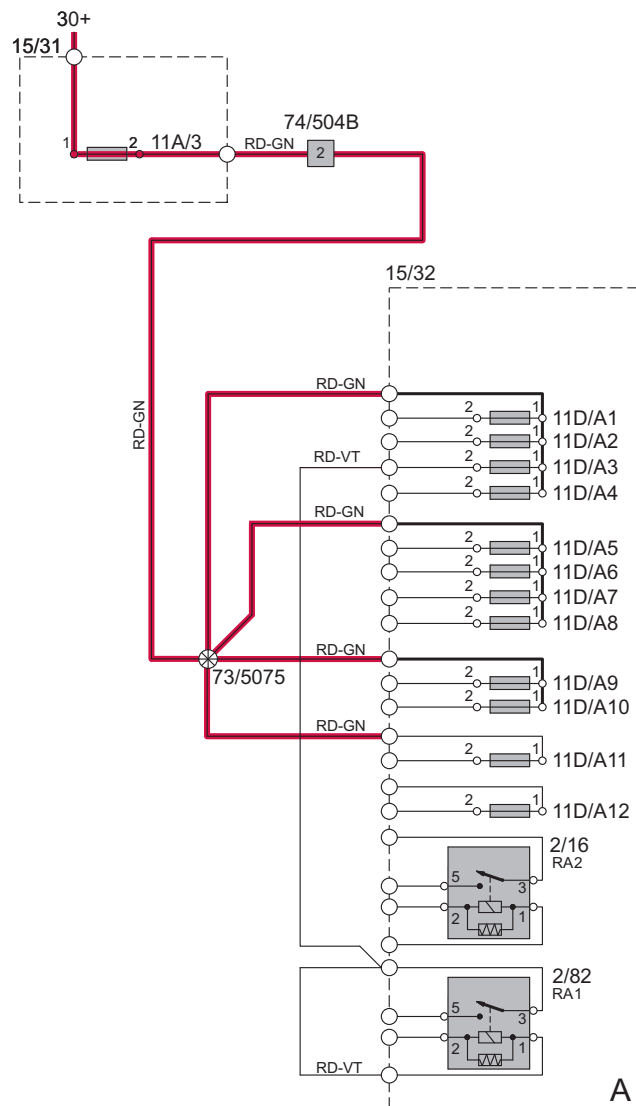 30+
15/31
74/504B
1 2 11A/3 RD-GN 2
15/32
RD-GN
RD-GN
2 1 11D/A1
2 1 11D/A2
RD-VT 2 1 11D/A3
2 1 11D/A4
RD-GN
2 1 11D/A5
2 1 11D/A6
2 1 11D/A7
2 1 11D/A8
RD-GN
73/5075
2 1 11D/A9
2 1 11D/A10
RD-GN
2 1 11D/A11
2 1 11D/A12
2/16
RA2
5 3
2 1
2/82
RA1
5 3
2 1
RD-VT
A